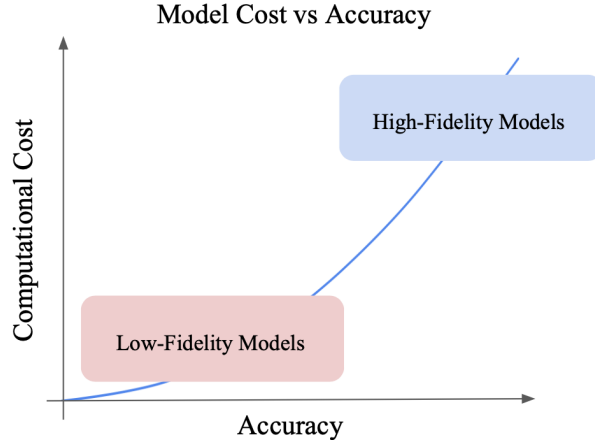 Model Cost vs Accuracy
Computational Cost
High-Fidelity Models
Low-Fidelity Models
Accuracy